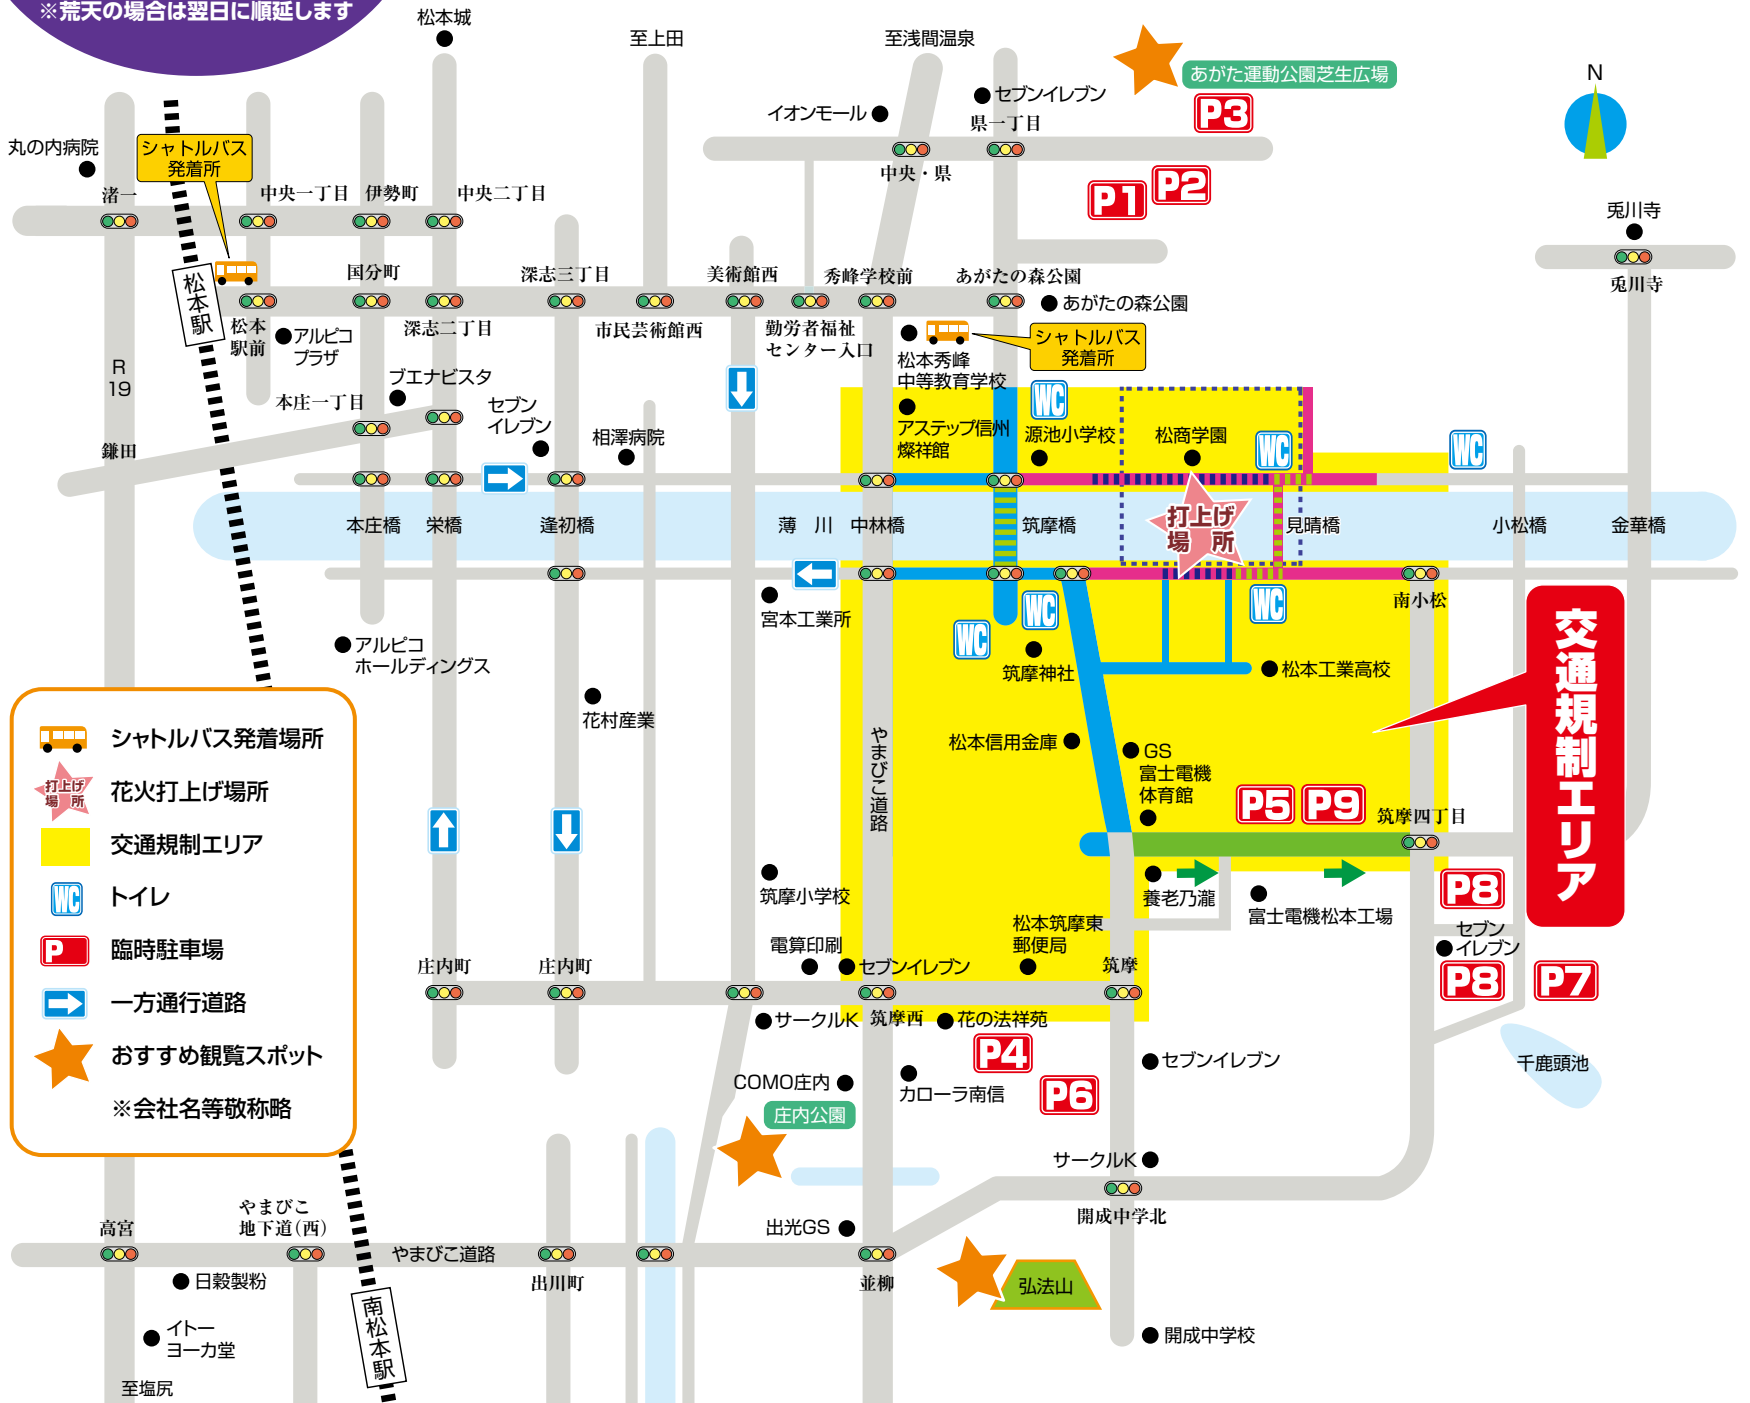 ※荒天の場合は翌日に順延します
松本城
至上田
至浅間温泉
あがた運動公園芝生広場
P3
N
イオンモール
セブンイレブン
県一丁目
丸の内病院
シャトルバス
発着所
渚一
中央一丁目
伊勢町
中央二丁目
中央・県
P1
P2
兎川寺
兎川寺
松本駅
国分町
深志三丁目
美術館西
秀峰学校前
あがたの森公園
あがたの森公園
松本
駅前
アルピコ
プラザ
深志二丁目
市民芸術館西
勤労者福祉
センター入口
シャトルバス
発着所
松本秀峰
中等教育学校
R
19
ブエナビスタ
本庄一丁目
セブン
イレブン
相澤病院
アステップ信州
燦祥館
WC
源池小学校
松商学園
WC
WC
鎌田
本庄橋
栄橋
逢初橋
薄 川
中林橋
筑摩橋
打上げ
場 所
見晴橋
小松橋
金華橋
宮本工業所
WC
WC
WC
南小松
交通規制エリア
アルピコ
ホールディングス
筑摩神社
松本工業高校
花村産業
やまびこ道路
松本信用金庫
GS
富士電機
体育館
P5
P9
筑摩四丁目
シャトルバス発着場所
打上げ
場 所
花火打上げ場所
交通規制エリア
WC
トイレ
P
臨時駐車場
一方通行道路
おすすめ観覧スポット
※会社名等敬称略
筑摩小学校
養老乃瀧
富士電機松本工場
P8
セブン
イレブン
P8
P7
松本筑摩東
郵便局
電算印刷
セブンイレブン
庄内町
庄内町
筑摩
サークルK
筑摩西
花の法祥苑
P4
セブンイレブン
千鹿頭池
COMO庄内
カローラ南信
P6
庄内公園
サークルK
開成中学北
高宮
やまびこ
地下道(西)
やまびこ道路
出光GS
出川町
並柳
弘法山
日穀製粉
南松本駅
イトー
ヨーカ堂
開成中学校
至塩尻